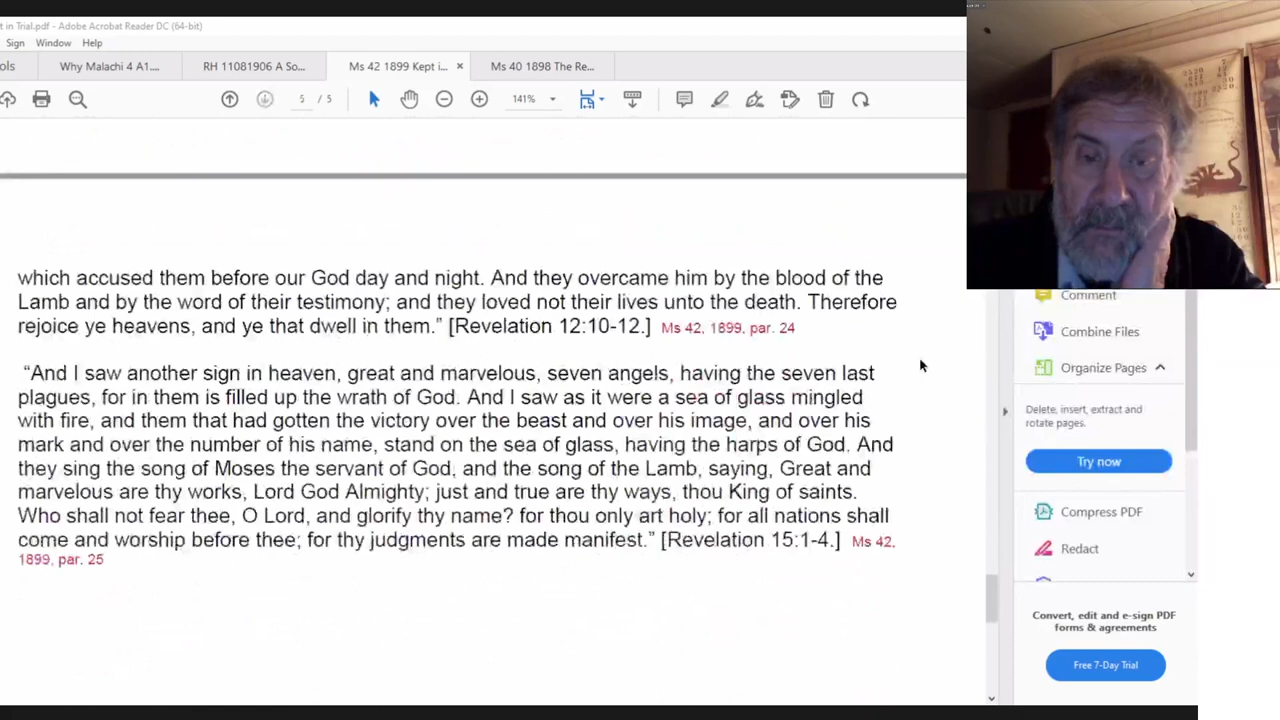 t in Trial.pdf - Adobe Acrobat Reader DC (64-bit)
Sign Window Help
ols Why Malachi 4 A1.... RH 11081906 A So... Ms 42 1899 Kept i... × Ms 40 1898 The Re...
5 / 5 141%
which accused them before our God day and night. And they overcame him by the blood of the
Lamb and by the word of their testimony; and they loved not their lives unto the death. Therefore
rejoice ye heavens, and ye that dwell in them.” [Revelation 12:10-12.] Ms 42, 1899, par. 24
“And I saw another sign in heaven, great and marvelous, seven angels, having the seven last
plagues, for in them is filled up the wrath of God. And I saw as it were a sea of glass mingled
with fire, and them that had gotten the victory over the beast and over his image, and over his
mark and over the number of his name, stand on the sea of glass, having the harps of God. And
they sing the song of Moses the servant of God, and the song of the Lamb, saying, Great and
marvelous are thy works, Lord God Almighty; just and true are thy ways, thou King of saints.
Who shall not fear thee, O Lord, and glorify thy name? for thou only art holy; for all nations shall
come and worship before thee; for thy judgments are made manifest.” [Revelation 15:1-4.] Ms 42,
1899, par. 25
Comment
Combine Files
Organize Pages
Delete, insert, extract and
rotate pages.
Try now
Compress PDF
Redact
Convert, edit and e-sign PDF
forms & agreements
Free 7-Day Trial